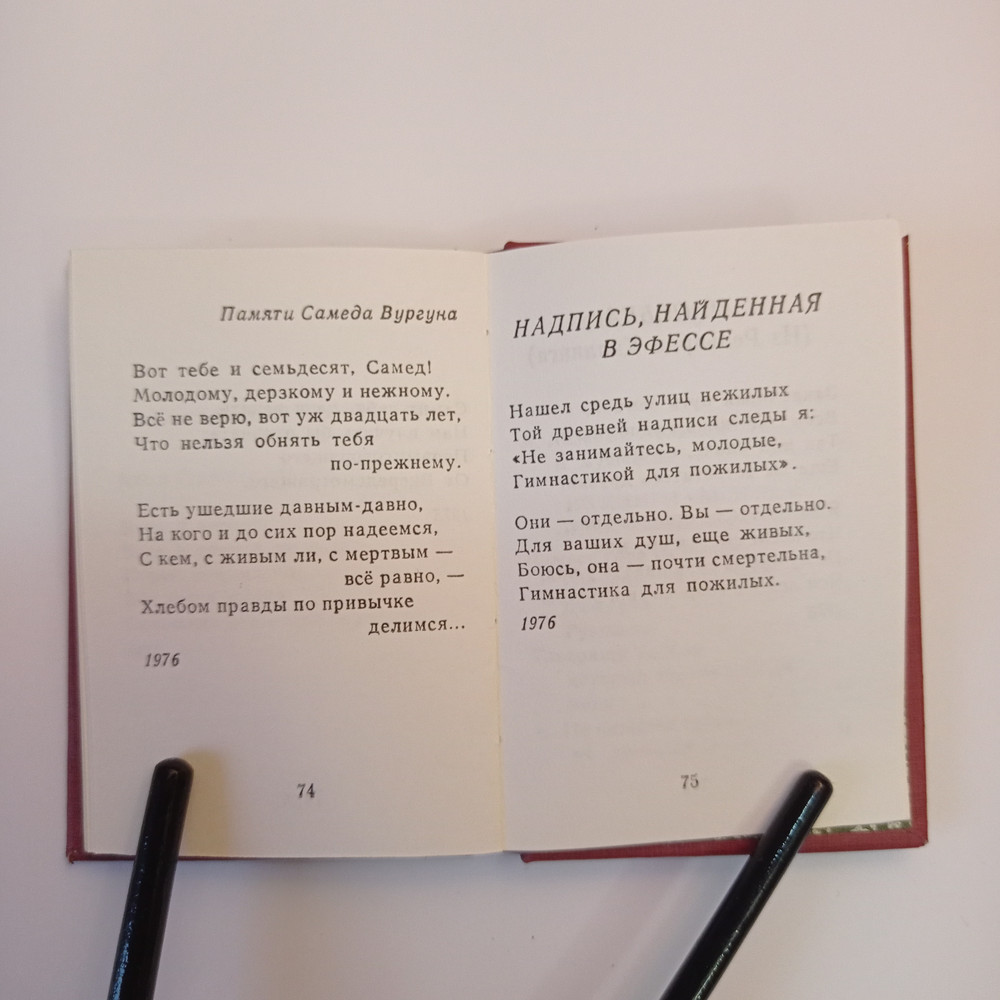 Памяти Самеда Вургуна
Вот тебе и семьдесят, Самед!
Молодому, дерзкому и нежному.
Всё не верю, вот уж двадцать лет,
Что нельзя обнять тебя
по-прежнему.
Есть ушедшие давным-давно,
На кого и до сих пор надеемся,
С кем, с живым ли, с мертвым —
всё равно, —
Хлебом правды по привычке
делимся...
1976
74
НАДПИСЬ, НАЙДЕННАЯ
В ЭФЕССЕ
Нашел средь улиц нежилых
Той древней надписи следы я:
«Не занимайтесь, молодые,
Гимнастикой для пожилых».
Они — отдельно. Вы — отдельно.
Для ваших душ, еще живых,
Боюсь, она — почти смертельна,
Гимнастика для пожилых.
1976
75